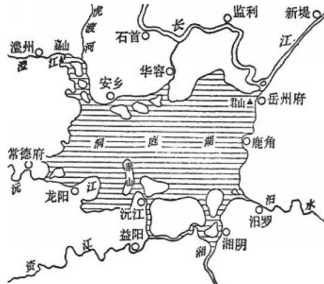 虎渡河
长江
监利
新堤
石首
澧州
嘉山
澧江
安乡
华容
君山
岳州府
洞庭湖
鹿角
常德府
沅江
龙阳
沅江
汨水
汨罗
益阳
湘阴
资江
湘